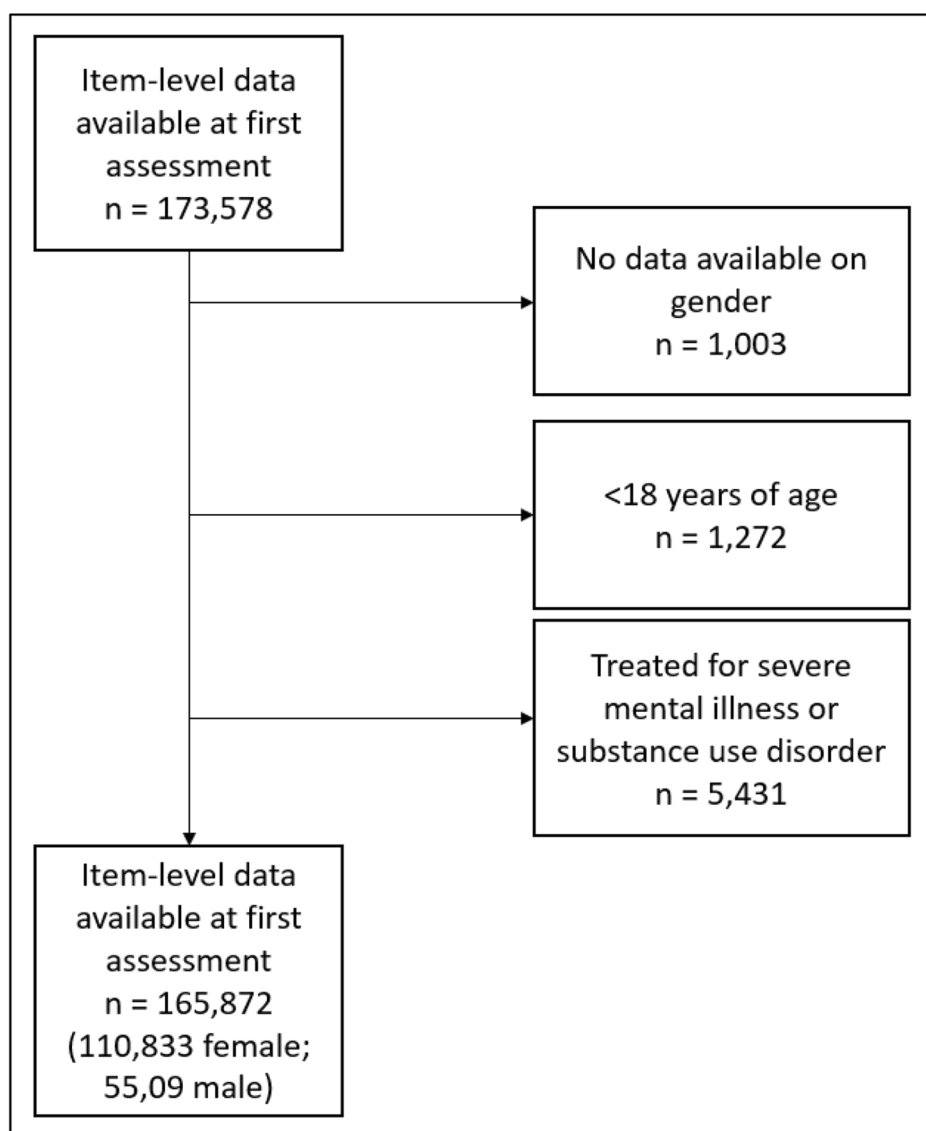 Item-level data
available at first
assessment
n = 173,578
No data available on
gender
n = 1,003
<18 years of age
n = 1,272
Treated for severe
mental illness or
substance use disorder
n = 5,431
Item-level data
available at first
assessment
n = 165,872
(110,833 female;
55,09 male)